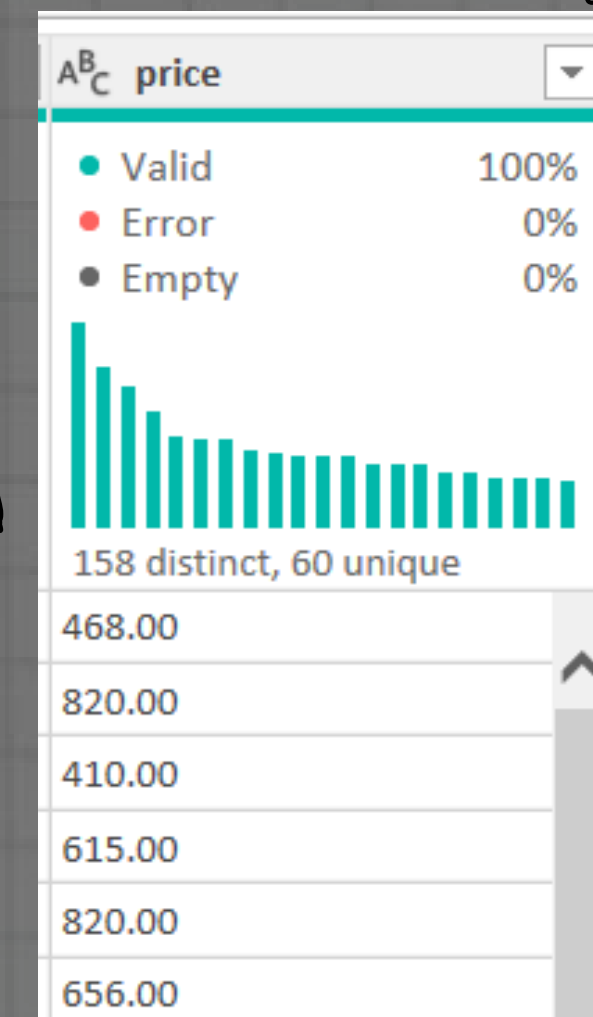 ABC price
Valid 100%
Error 0%
Empty 0%
158 distinct, 60 unique
468.00
820.00
410.00
615.00
820.00
656.00